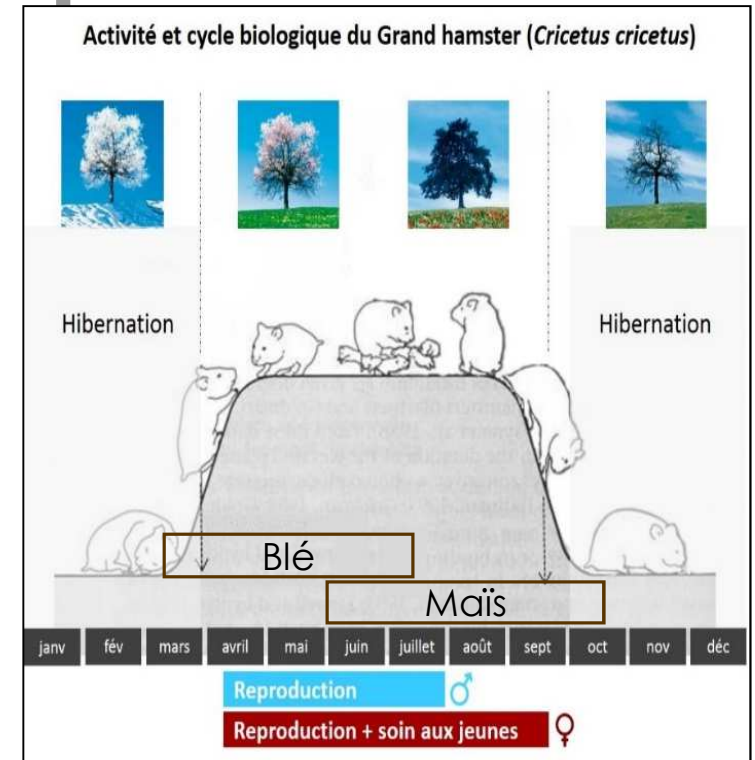 Activité et cycle biologique du Grand hamster (Cricetus cricetus)
Hibernation
Hibernation
Blé
Maïs
janv fév mars avril mai juin juillet août sept oct nov déc
Reproduction ♂
Reproduction + soin aux jeunes ♀